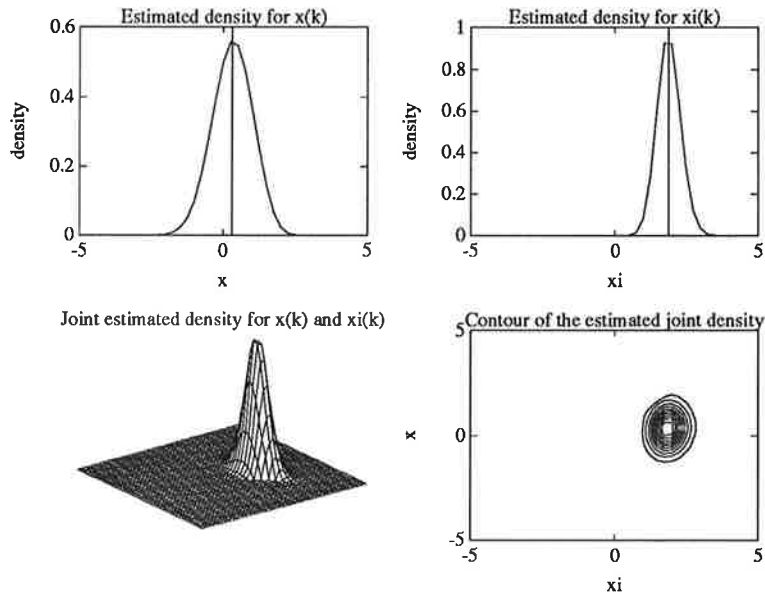 Estimated density for x(k)
0.6
0.4
0.2
0
density
-5
0
5
x
Estimated density for xi(k)
1
0.8
0.6
0.4
0.2
0
density
-5
0
5
xi
Joint estimated density for x(k) and xi(k)
Contour of the estimated joint density
5
0
-5
x
0
5
xi